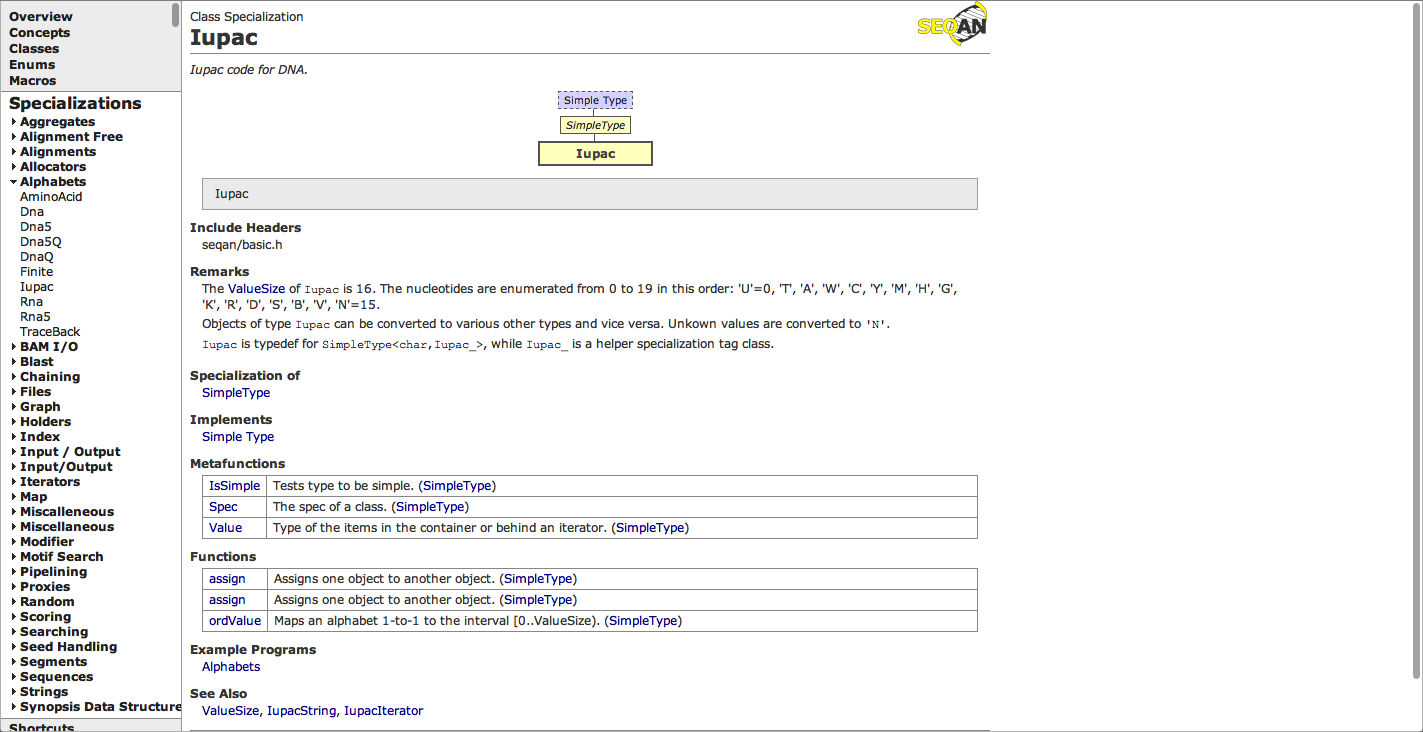 Overview
Concepts
Classes
Enums
Macros
Specializations
Aggregates
Alignment Free
Alignments
Allocators
Alphabets
AminoAcid
Dna
Dna5
Dna5Q
DnaQ
Finite
Iupac
Rna
Rna5
TraceBack
BAM I/O
Blast
Chaining
Files
Graph
Holders
Index
Input / Output
Input/Output
Iterators
Map
Miscalleneous
Miscellaneous
Modifier
Motif Search
Pipelining
Proxies
Random
Scoring
Searching
Seed Handling
Segments
Sequences
Strings
Synopsis Data Structure
Shortcuts
Class Specialization
SEQAN
Iupac
Iupac code for DNA.
Simple Type
SimpleType
Iupac
Iupac
Include Headers
seqan/basic.h
Remarks
The ValueSize of Iupac is 16. The nucleotides are enumerated from 0 to 19 in this order: 'U'=0, 'T', 'A', 'W', 'C', 'Y', 'M', 'H', 'G',
'K', 'R', 'D', 'S', 'B', 'V', 'N'=15.
Objects of type Iupac can be converted to various other types and vice versa. Unkown values are converted to 'N'.
Iupac is typedef for SimpleType<char,Iupac_>, while Iupac_ is a helper specialization tag class.
Specialization of
SimpleType
Implements
Simple Type
Metafunctions
IsSimple Tests type to be simple. (SimpleType)
Spec The spec of a class. (SimpleType)
Value Type of the items in the container or behind an iterator. (SimpleType)
Functions
assign Assigns one object to another object. (SimpleType)
assign Assigns one object to another object. (SimpleType)
ordValue Maps an alphabet 1-to-1 to the interval [0..ValueSize). (SimpleType)
Example Programs
Alphabets
See Also
ValueSize, IupacString, IupacIterator